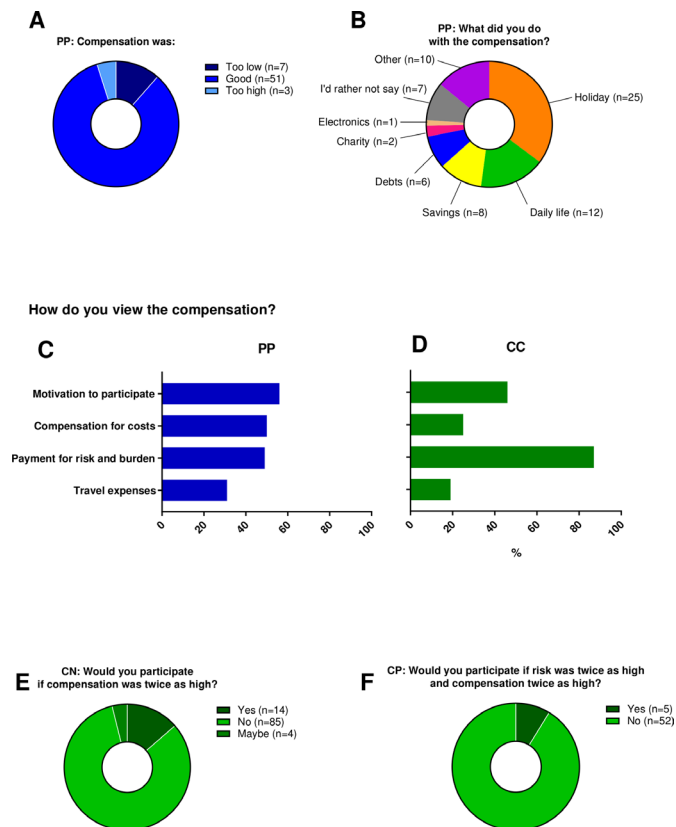 A
PP: Compensation was:
Too low (n=7)
Good (n=51)
Too high (n=3)
B
PP: What did you do
with the compensation?
Other (n=10)
I'd rather not say (n=7)
Electronics (n=1)
Charity (n=2)
Debts (n=6)
Savings (n=8)
Daily life (n=12)
Holiday (n=25)
How do you view the compensation?
C
PP
Motivation to participate
Compensation for costs
Payment for risk and burden
Travel expenses
0 20 40 60 80 100
D
CC
0 20 40 60 80 100
%
E
CN: Would you participate
if compensation was twice as high?
Yes (n=14)
No (n=85)
Maybe (n=4)
F
CP: Would you participate if risk was twice as high
and compensation twice as high?
Yes (n=5)
No (n=52)